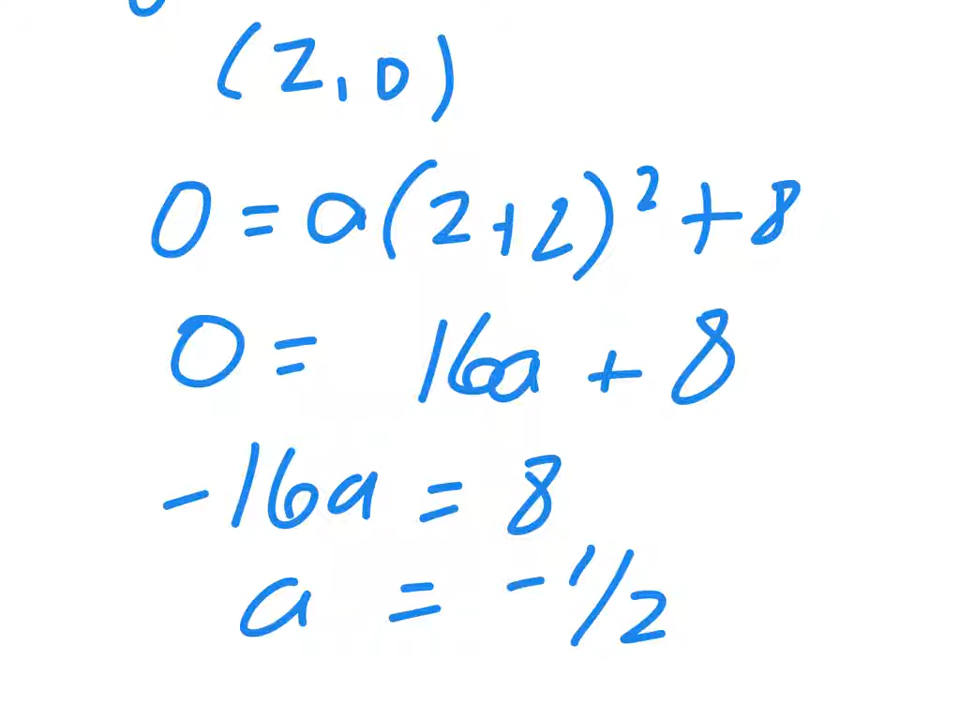 (2,0)
0 = a(2+2)² + 8
0 = 16a + 8
-16a = 8
a = -1/2